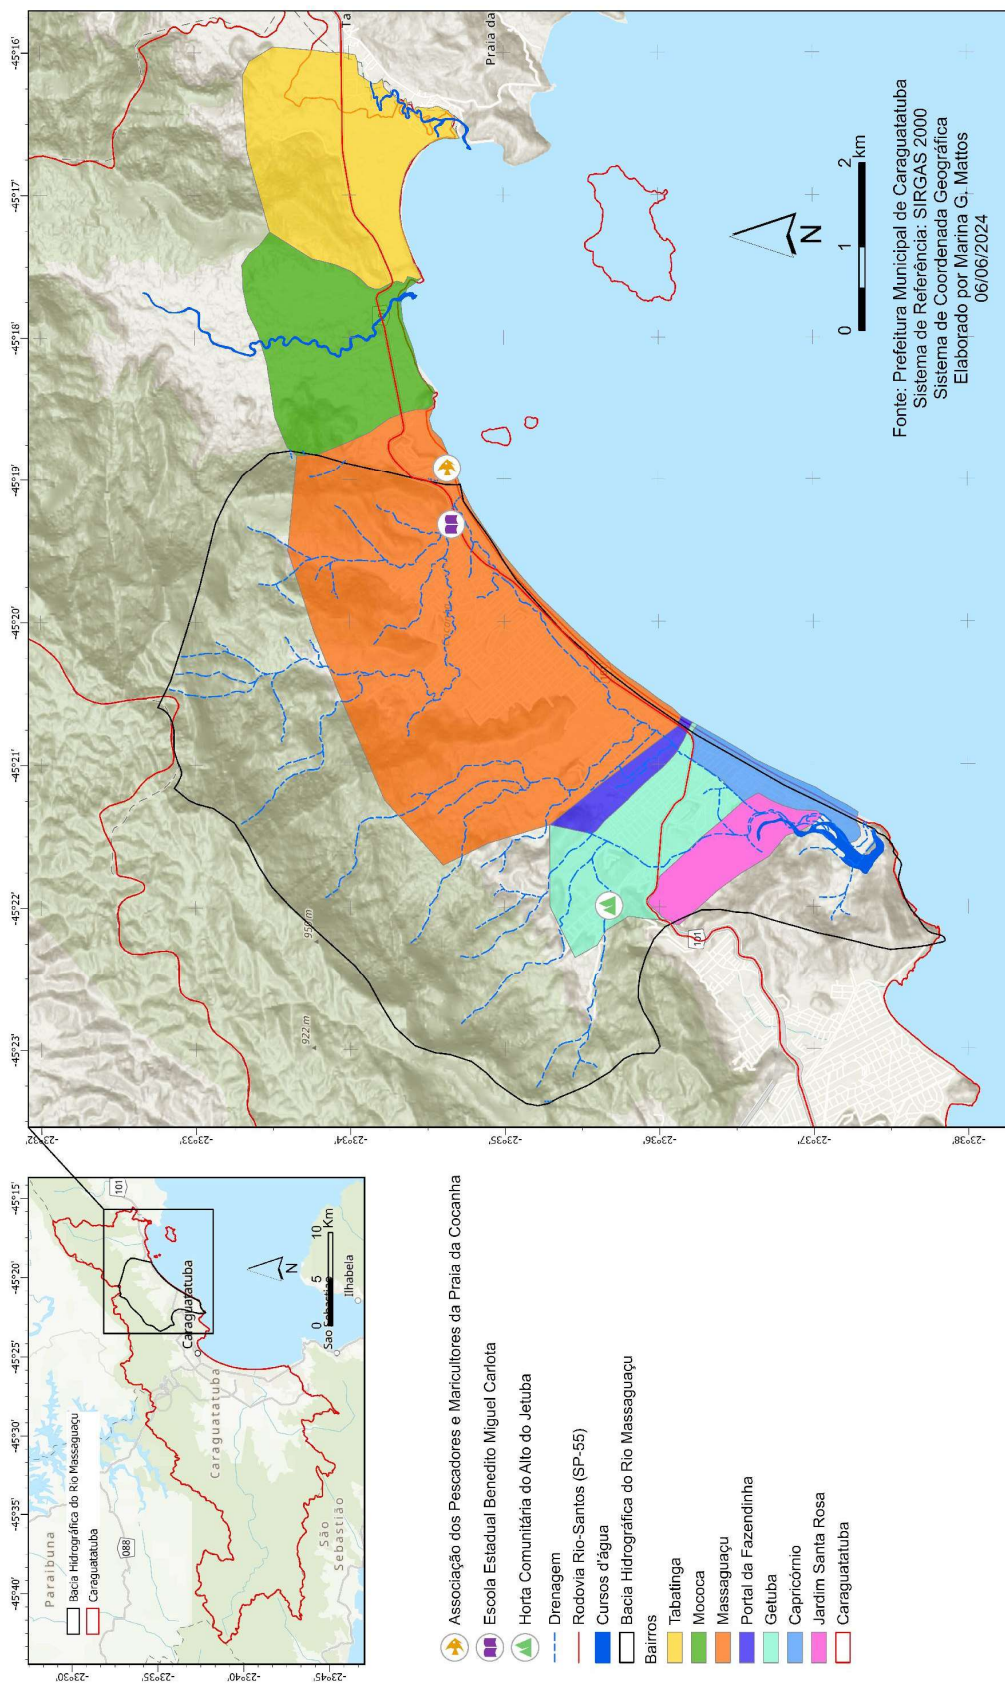 -45°40'
-45°35'
-45°30'
-45°25'
-45°20'
-45°15'
-23°30'
-23°35'
-23°40'
-23°45'
Bacia Hidrográfica do Rio Massaguaçu
Caraguatatuba
Paraibuna
088
101
Caraguatatuba
Caraguatatuba
São
Sebastião
Sao Sebastiao
Ilhabela
N
0 5 10
Km
Associação dos Pescadores e Maricultores da Praia da Cocanha
Escola Estadual Benedito Miguel Carlota
Horta Comunitária do Alto do Jetuba
Drenagem
Rodovia Rio-Santos (SP-55)
Cursos d'água
Bacia Hidrográfica do Rio Massaguaçu
Bairros
Tabatinga
Mococa
Massaguaçu
Portal da Fazendinha
Getuba
Capricórnio
Jardim Santa Rosa
Caraguatatuba
-45°23'
-45°22'
-45°21'
-45°20'
-45°19'
-45°18'
-45°17'
-45°16'
-23°32'
-23°33'
-23°34'
-23°35'
-23°36'
-23°37'
-23°38'
922 m
950 m
101
Ta
Praia da
N
0 1 2
km
Fonte: Prefeitura Municipal de Caraguatatuba
Sistema de Referência: SIRGAS 2000
Sistema de Coordenada Geográfica
Elaborado por Marina G. Mattos
06/06/2024